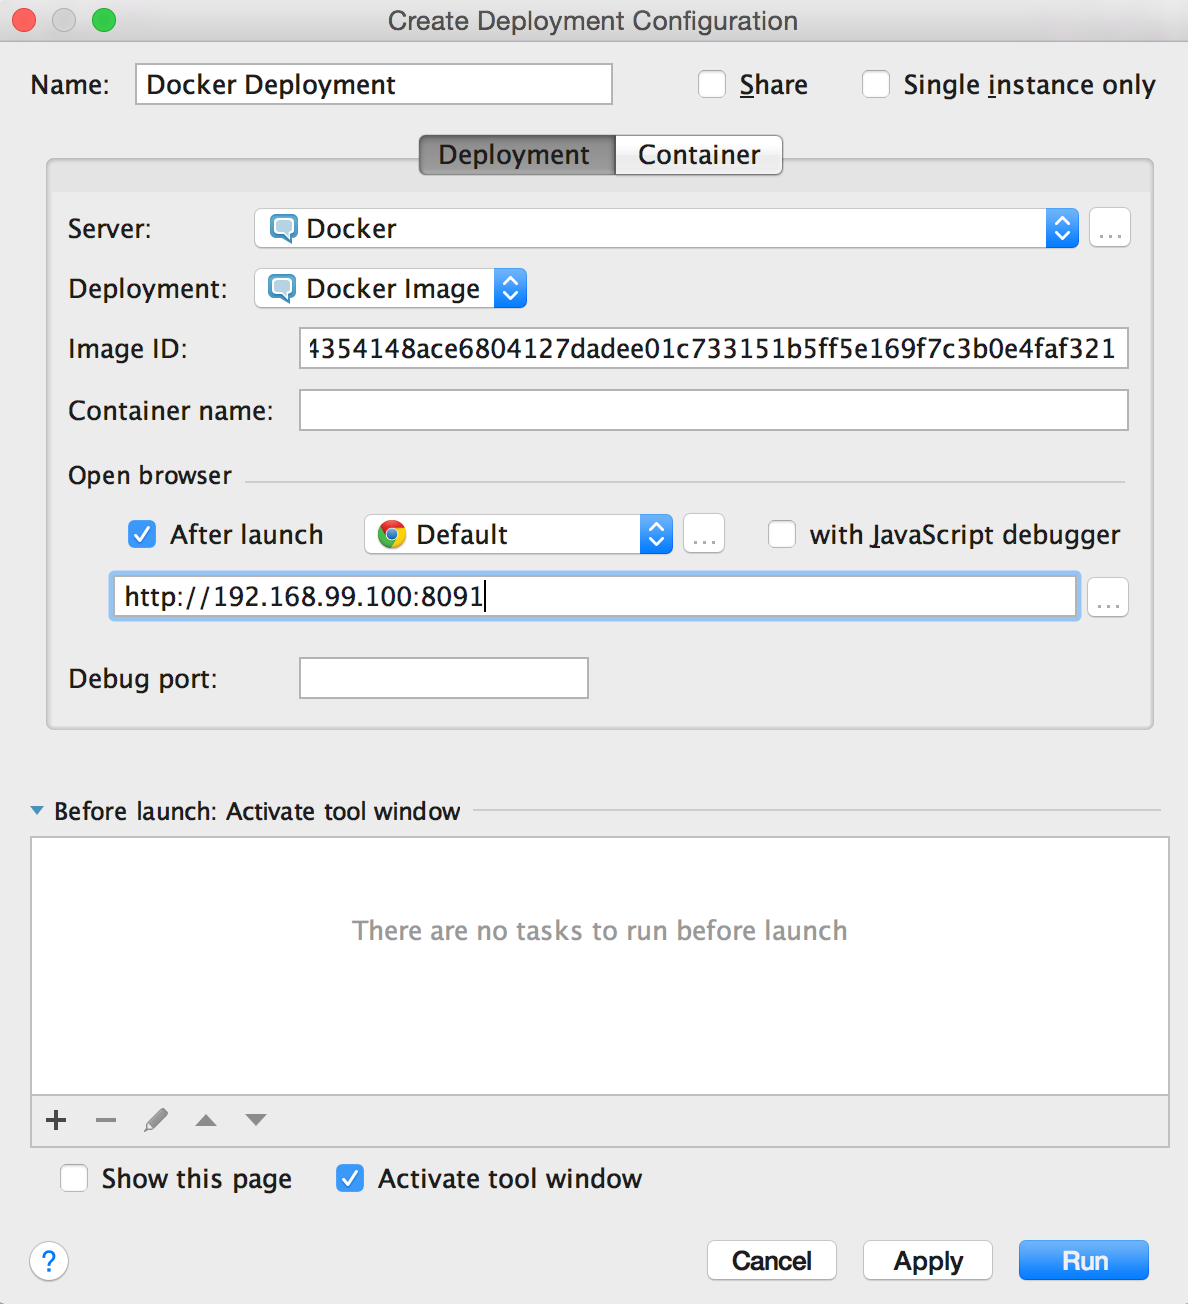 Create Deployment Configuration
Name: Docker Deployment Share Single instance only
Deployment Container
Server: Docker ...
Deployment: Docker Image
Image ID: 4354148ace6804127dadee01c733151b5ff5e169f7c3b0e4faf321
Container name:
Open browser
After launch Default ... with JavaScript debugger
http://192.168.99.100:8091 ...
Debug port:
Before launch: Activate tool window
There are no tasks to run before launch
Show this page Activate tool window
? Cancel Apply Run